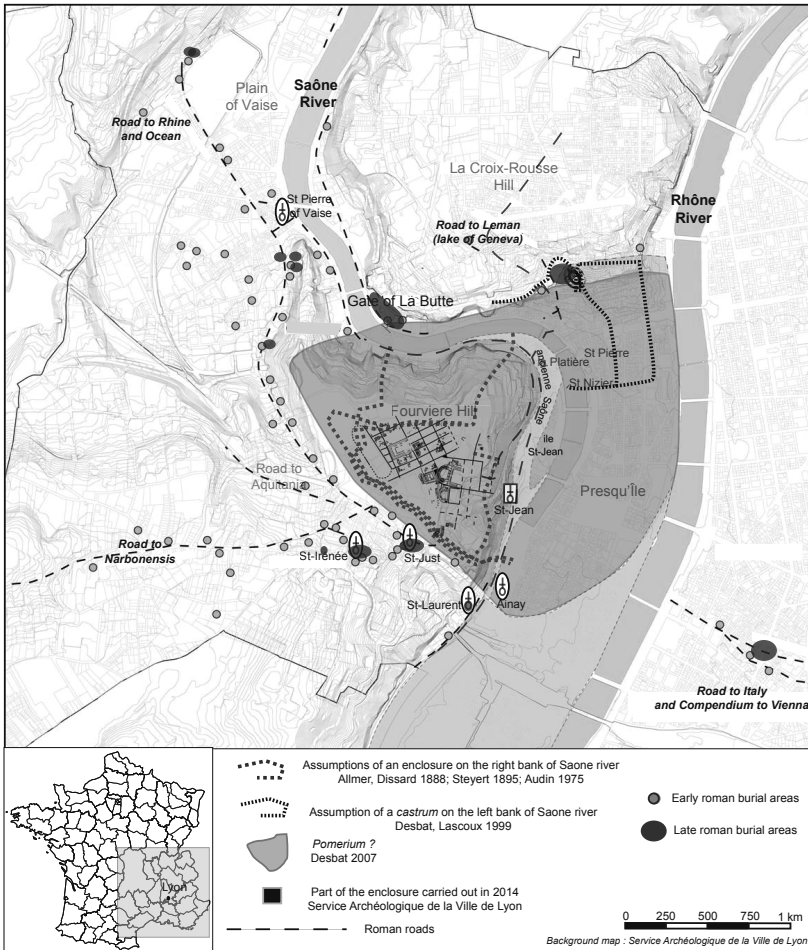 Plain
of Vaise
Saône
River
Road to Rhine
and Ocean
La Croix-Rousse
Hill
Rhône
River
St Pierre
of Vaise
Road to Leman
(lake of Geneva)
Gate of La Butte
Platière
St Pierre
St Nizier
ancienne Saône
île
St-Jean
Fourviere Hill
Road to
Aquitania
Presqu'Île
St-Jean
Road to
Narbonensis
St-Irénée
St-Just
St-Laurent
Ainay
Road to Italy
and Compendium to Vienna
Lyon
Assumptions of an enclosure on the right bank of Saone river
Allmer, Dissard 1888; Steyert 1895; Audin 1975
Assumption of a castrum on the left bank of Saone river
Desbat, Lascoux 1999
Pomerium ?
Desbat 2007
Part of the enclosure carried out in 2014
Service Archéologique de la Ville de Lyon
Roman roads
Early roman burial areas
Late roman burial areas
0 250 500 750 1 km
Background map : Service Archéologique de la Ville de Lyon